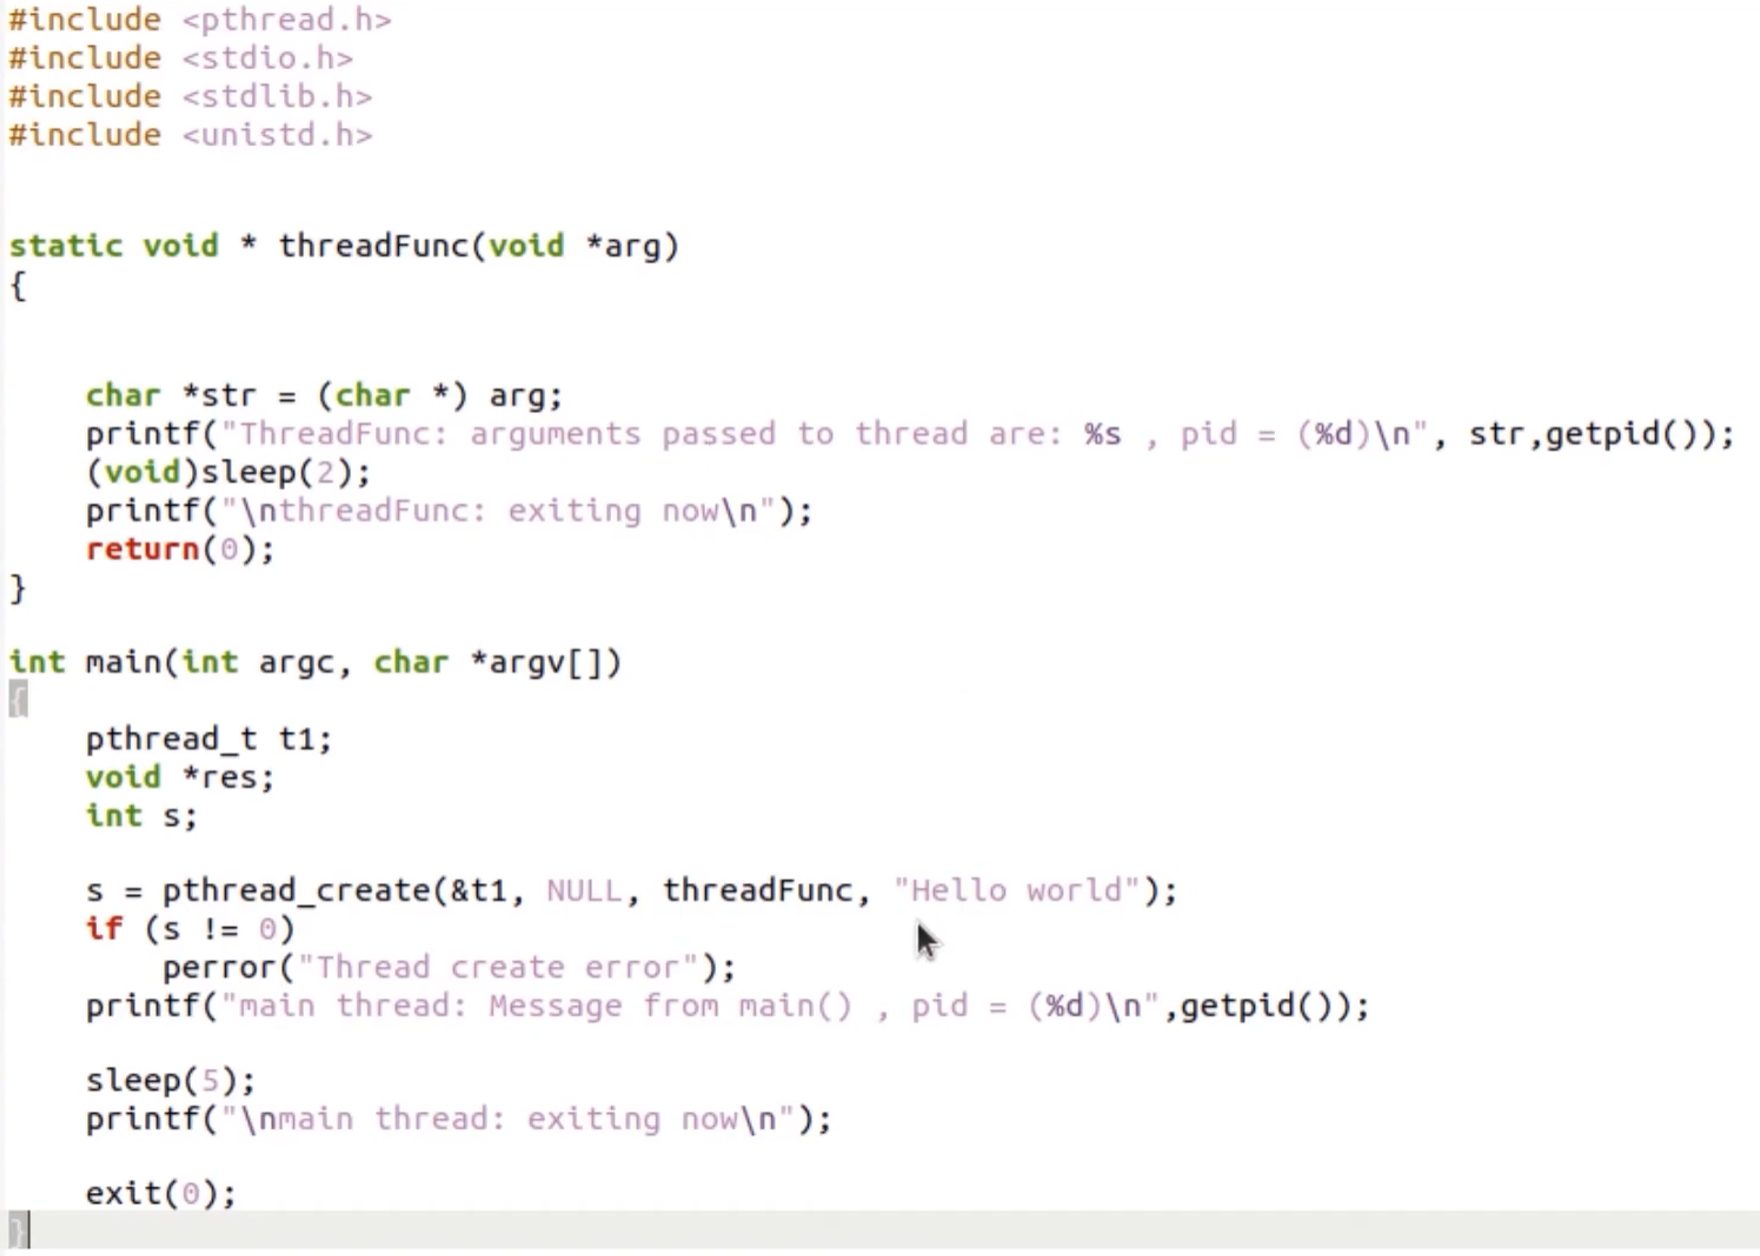 #include <pthread.h>
#include <stdio.h>
#include <stdlib.h>
#include <unistd.h>
static void * threadFunc(void *arg)
{
    char *str = (char *) arg;
    printf("ThreadFunc: arguments passed to thread are: %s , pid = (%d)\n", str,getpid());
    (void)sleep(2);
    printf("\nthreadFunc: exiting now\n");
    return(0);
}
int main(int argc, char *argv[])
{
    pthread_t t1;
    void *res;
    int s;
    s = pthread_create(&t1, NULL, threadFunc, "Hello world");
    if (s != 0)
        perror("Thread create error");
    printf("main thread: Message from main() , pid = (%d)\n",getpid());
    sleep(5);
    printf("\nmain thread: exiting now\n");
    exit(0);
}